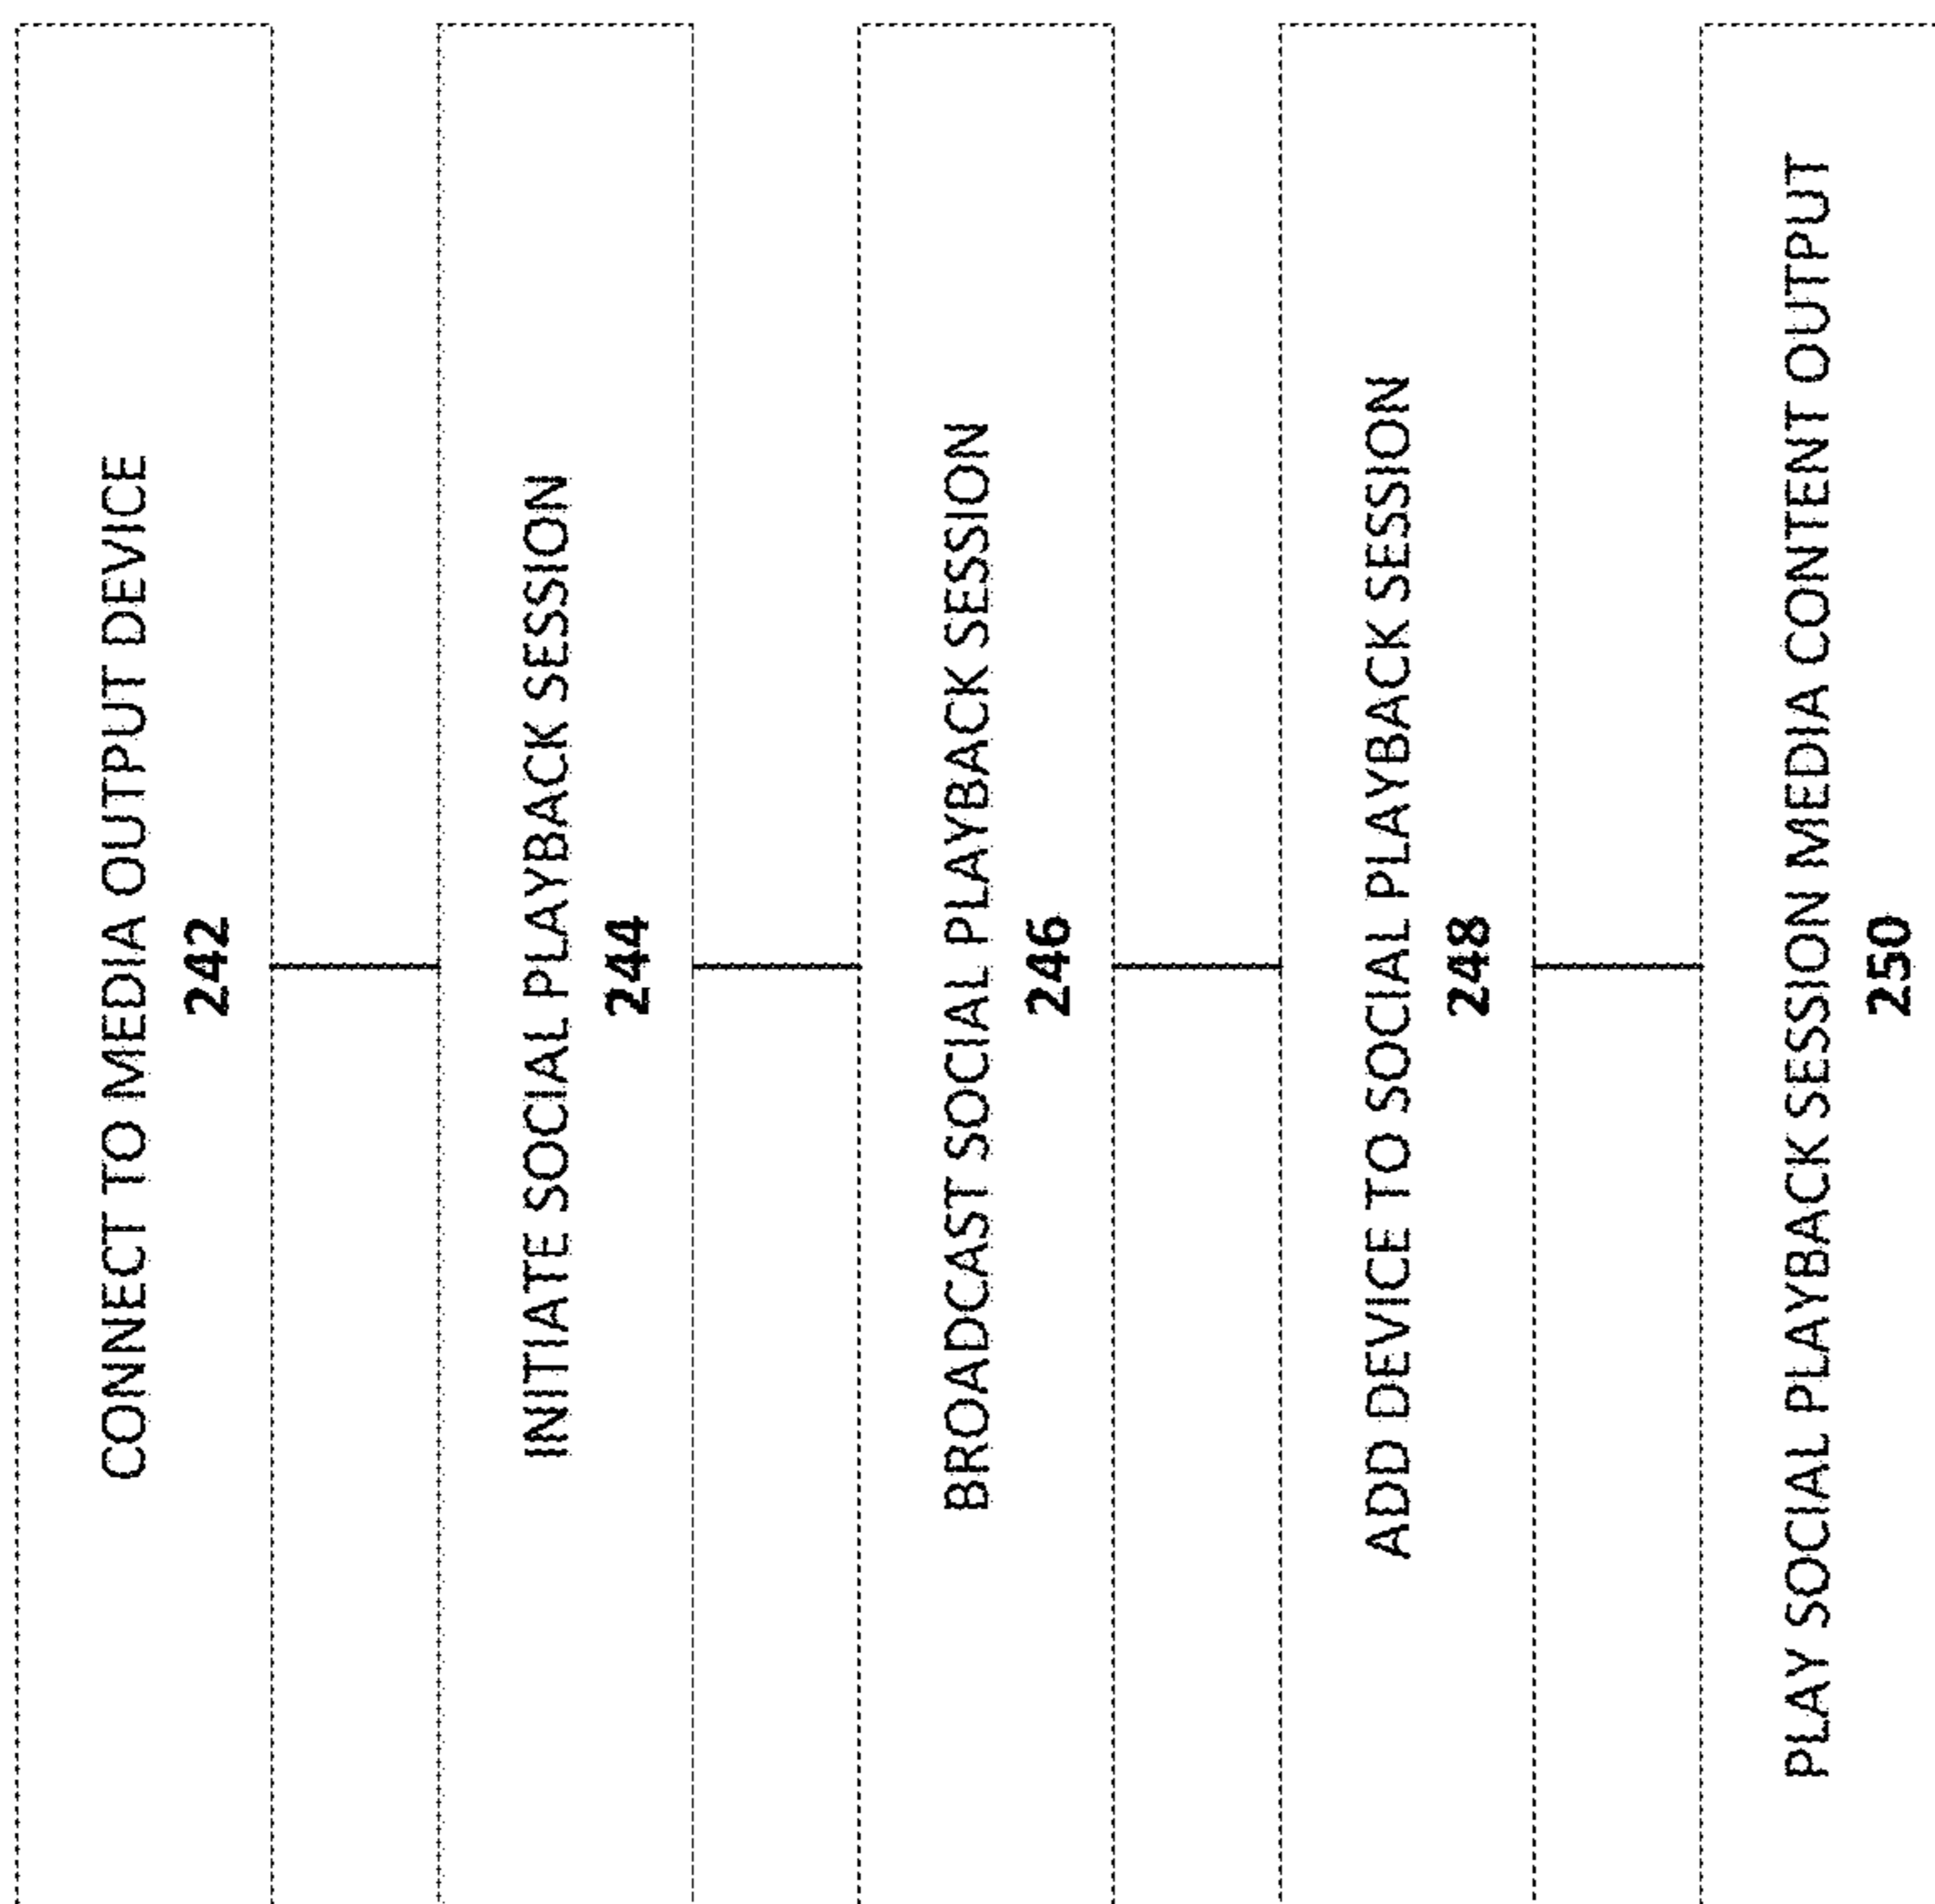 CONNECT TO MEDIA OUTPUT DEVICE
242
INITIATE SOCIAL PLAYBACK SESSION
244
BROADCAST SOCIAL PLAYBACK SESSION
246
ADD DEVICE TO SOCIAL PLAYBACK SESSION
248
PLAY SOCIAL PLAYBACK SESSION MEDIA CONTENT OUTPUT
250